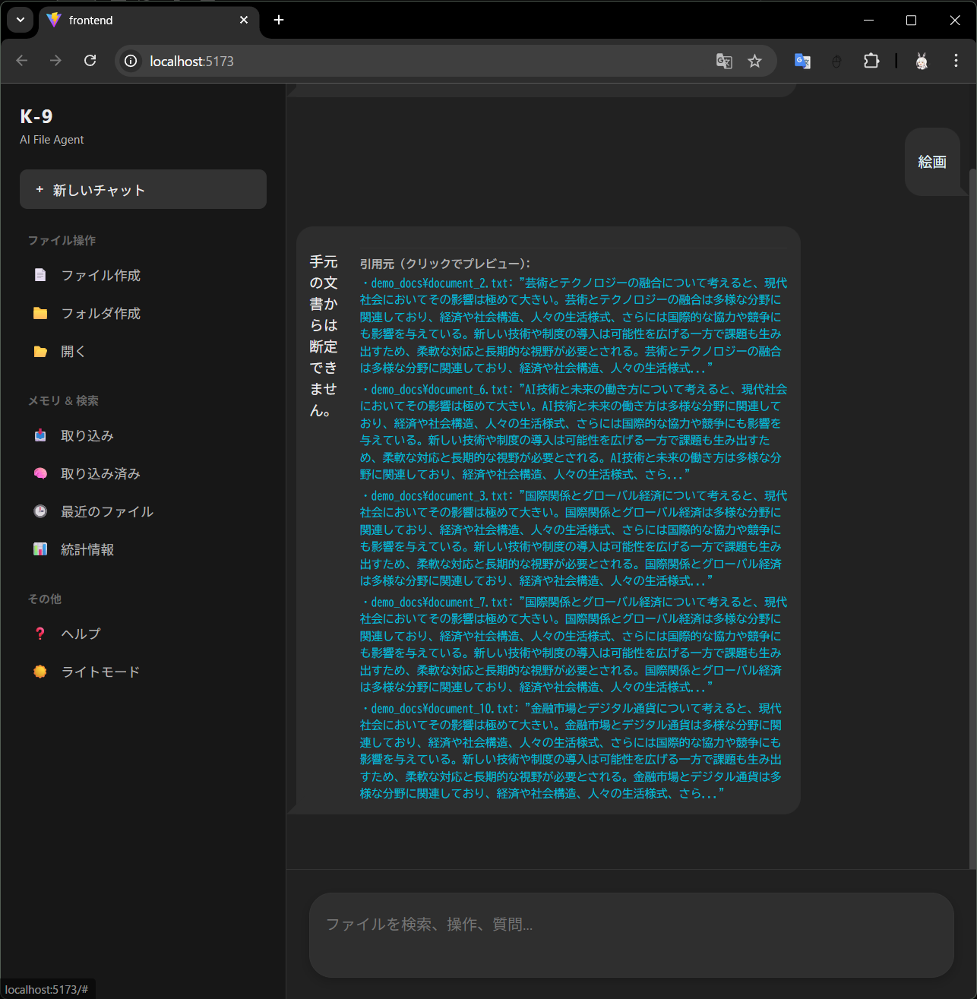 frontend
localhost:5173
K-9
AI File Agent
+ 新しいチャット
ファイル操作
ファイル作成
フォルダ作成
開く
メモリ & 検索
取り込み
取り込み済み
最近のファイル
統計情報
その他
ヘルプ
ライトモード
絵画
手元
の文
書か
らは
断定
でき
ませ
ん。
引用元（クリックでプレビュー）:
・demo_docs¥document_2.txt: "芸術とテクノロジーの融合について考えると、現代
社会においてその影響は極めて大きい。芸術とテクノロジーの融合は多様な分野に
関連しており、経済や社会構造、人々の生活様式、さらには国際的な協力や競争に
も影響を与えている。新しい技術や制度の導入は可能性を広げる一方で課題も生み
出すため、柔軟な対応と長期的な視野が必要とされる。芸術とテクノロジーの融合
は多様な分野に関連しており、経済や社会構造、人々の生活様式..."
・demo_docs¥document_6.txt: "AI技術と未来の働き方について考えると、現代社会
においてその影響は極めて大きい。AI技術と未来の働き方は多様な分野に関連して
おり、経済や社会構造、人々の生活様式、さらには国際的な協力や競争にも影響を
与えている。新しい技術や制度の導入は可能性を広げる一方で課題も生み出すた
め、柔軟な対応と長期的な視野が必要とされる。AI技術と未来の働き方は多様な分
野に関連しており、経済や社会構造、人々の生活様式、さら..."
・demo_docs¥document_3.txt: "国際関係とグローバル経済について考えると、現代
社会においてその影響は極めて大きい。国際関係とグローバル経済は多様な分野に
関連しており、経済や社会構造、人々の生活様式、さらには国際的な協力や競争に
も影響を与えている。新しい技術や制度の導入は可能性を広げる一方で課題も生み
出すため、柔軟な対応と長期的な視野が必要とされる。国際関係とグローバル経済
は多様な分野に関連しており、経済や社会構造、人々の生活様式..."
・demo_docs¥document_7.txt: "国際関係とグローバル経済について考えると、現代
社会においてその影響は極めて大きい。国際関係とグローバル経済は多様な分野に
関連しており、経済や社会構造、人々の生活様式、さらには国際的な協力や競争に
も影響を与えている。新しい技術や制度の導入は可能性を広げる一方で課題も生み
出すため、柔軟な対応と長期的な視野が必要とされる。国際関係とグローバル経済
は多様な分野に関連しており、経済や社会構造、人々の生活様式..."
・demo_docs¥document_10.txt: "金融市場とデジタル通貨について考えると、現代
社会においてその影響は極めて大きい。金融市場とデジタル通貨は多様な分野に関
連しており、経済や社会構造、人々の生活様式、さらには国際的な協力や競争にも
影響を与えている。新しい技術や制度の導入は可能性を広げる一方で課題も生み出
すため、柔軟な対応と長期的な視野が必要とされる。金融市場とデジタル通貨は多
様な分野に関連しており、経済や社会構造、人々の生活様式、さら..."
ファイルを検索、操作、質問...
localhost:5173/#